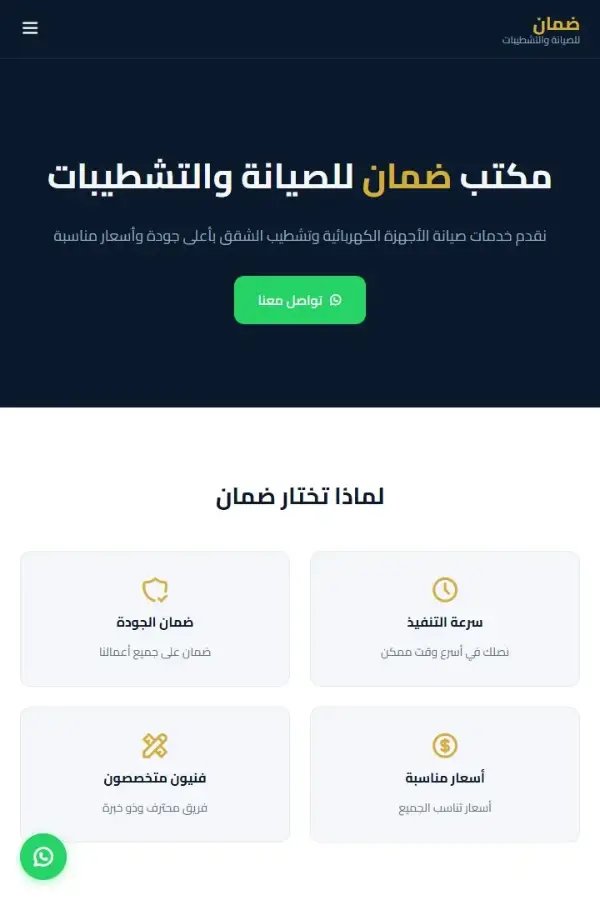 ضمان
للصيانة والتشطيبات
مكتب ضمان للصيانة والتشطيبات
نقدم خدمات صيانة الأجهزة الكهربائية وتشطيب الشقق بأعلى جودة وأسعار مناسبة
تواصل معنا
لماذا تختار ضمان
سرعة التنفيذ
نصلك في أسرع وقت ممكن
ضمان الجودة
ضمان على جميع أعمالنا
أسعار مناسبة
أسعار تناسب الجميع
فنيون متخصصون
فريق محترف وذو خبرة